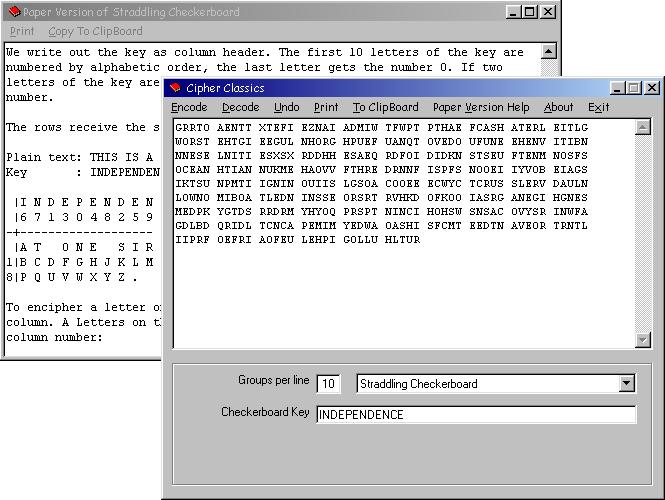 Paper Version of Straddling Checkerboard
Print Copy To ClipBoard
We write out the key as column header. The first 10 letters of the key are
numbered by alphabetic order, the last letter gets the number 0. If two
letters of the key are
number.
The rows receive the s
Plain text: THIS IS A
Key : INDEPENDEN
|I N D E P E N D E N
|6 7 1 3 0 4 8 2 5 9
-+-------------------
|A T O N E S I R
1|B C D F G H J K L M
8|P Q U V W X Y Z .
To encipher a letter o
column. A Letters on t
column number:
Cipher Classics
Encode Decode Undo Print To ClipBoard Paper Version Help About Exit
GRRTO AENTT XTEFI EZNAI ADMIW TFWPT PTHAE FCASH ATERL EITLG
WORST EHTGI EEGUL NHORG HPUEF UANQT OVEDO UFUNE EHENV ITIBN
NNESE LNITI ESXSX RDDHH ESAEQ RDFOI DIDKN STSEU FTENM NOSFS
OCEAN HTIAN NUKME HAOVV FTHRE DRNNF ISPFS NOOEI IYVOB EIAGS
IKTSU NPMTI IGNIN OUIIS LGSOA COOEE ECWYC TCRUS SLERV DAULN
LOWNO MIBOA TLEDN INSSE ORSRT RVHKD OFKOO IASRG ANEGI HGNES
MEDPK YGTDS RRDRM YHYOQ PRSPT NINCI HOHSW SNSAC OVYSR INWFA
GDLBD QRIDL TCNCA PEMIM YEDWA OASHI SFCMT EEDTN AVEOR TRNTL
IIPRF OEFRI AOFEU LEHPI GOLLU HLTUR
Groups per line 10 Straddling Checkerboard
Checkerboard Key INDEPENDENCE